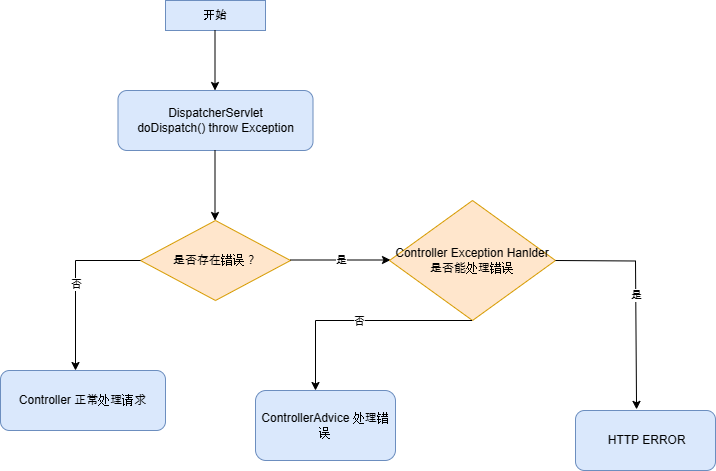 开始
DispatcherServlet
doDispatch() throw Exception
是否存在错误？
是
Controller Exception Hanlder
是否能处理错误
否
是
否
Controller 正常处理请求
ControllerAdvice 处理错
误
HTTP ERROR